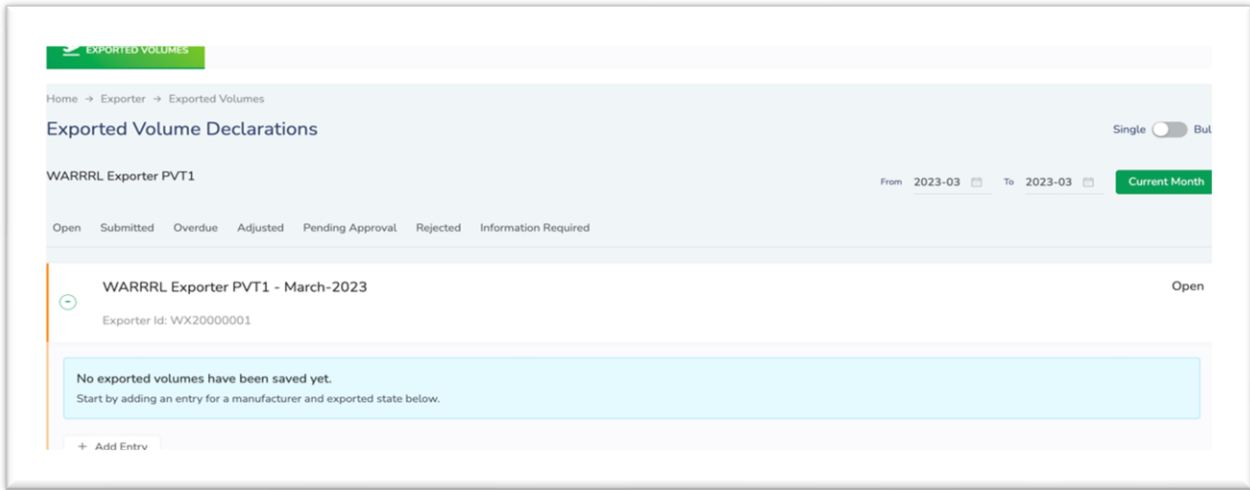 EXPORTED VOLUMES
Home → Exporter → Exported Volumes
Exported Volume Declarations
Single Bul
WARRRL Exporter PVT1
From 2023-03 To 2023-03 Current Month
Open Submitted Overdue Adjusted Pending Approval Rejected Information Required
WARRRL Exporter PVT1 - March-2023
Open
Exporter Id: WX20000001
No exported volumes have been saved yet.
Start by adding an entry for a manufacturer and exported state below.
+ Add Entry